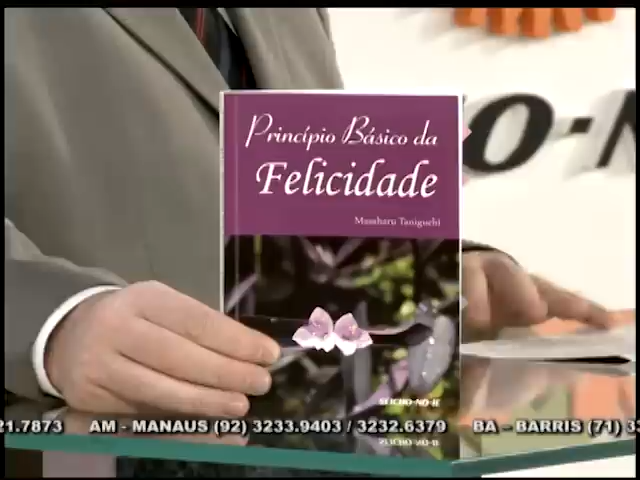 Princípio Básico da
Felicidade
Masaharu Taniguchi
O-N
SEICHO-NO-IE
21.7873 AM - MANAUS (92) 3233.9403 / 3232.6379 BA - BARRIS (71) 33